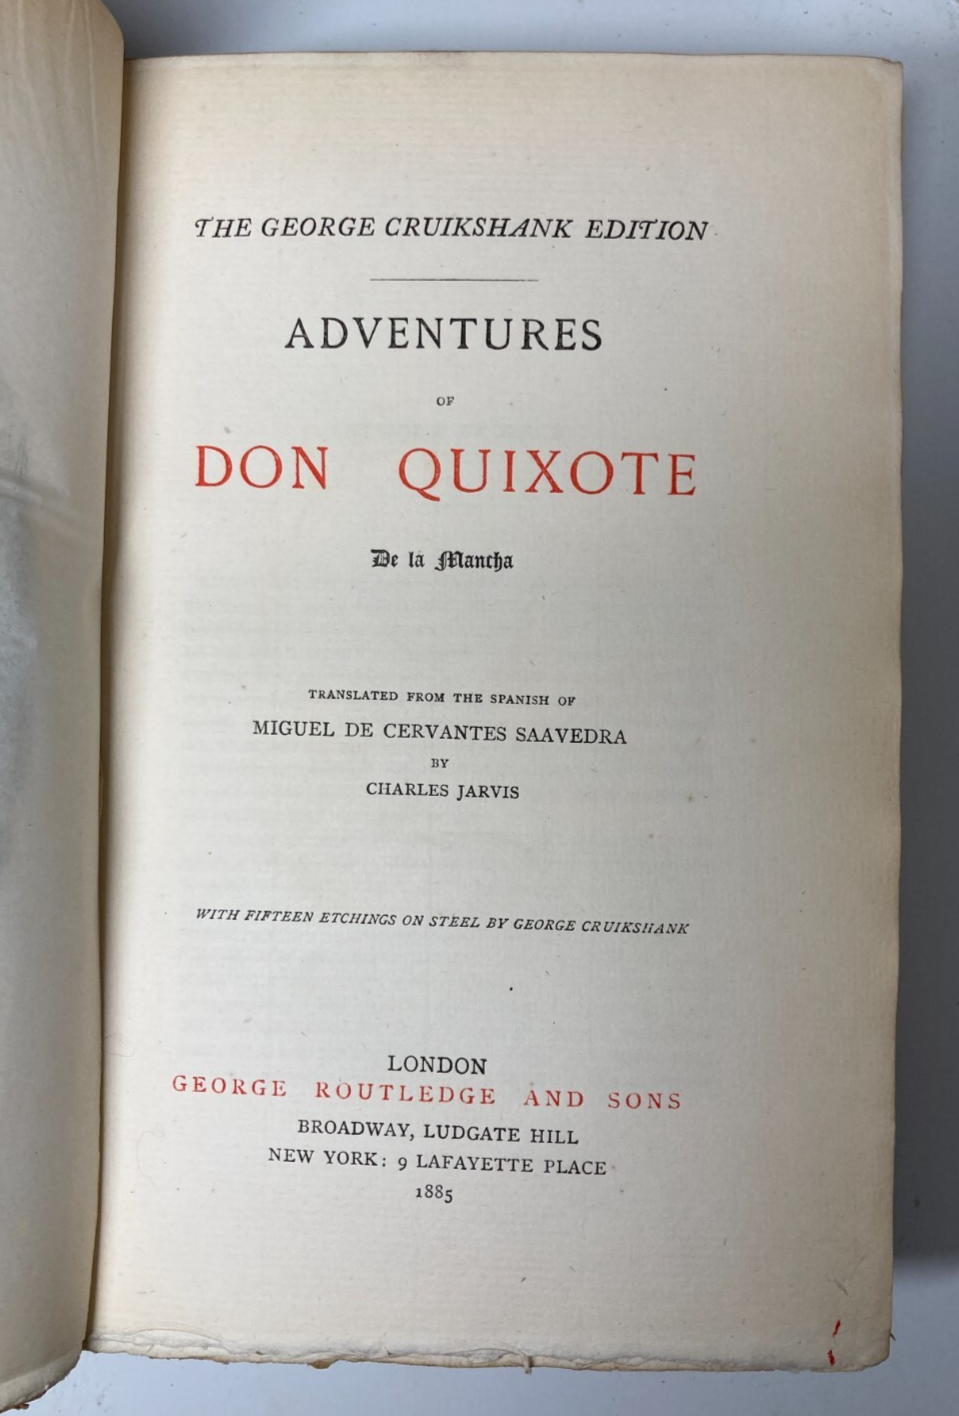 THE GEORGE CRUIKSHANK EDITION
ADVENTURES
OF
DON QUIXOTE
De la Mancha
TRANSLATED FROM THE SPANISH OF
MIGUEL DE CERVANTES SAAVEDRA
BY
CHARLES JARVIS
WITH FIFTEEN ETCHINGS ON STEEL BY GEORGE CRUIKSHANK
LONDON
GEORGE ROUTLEDGE AND SONS
BROADWAY, LUDGATE HILL
NEW YORK: 9 LAFAYETTE PLACE
1885